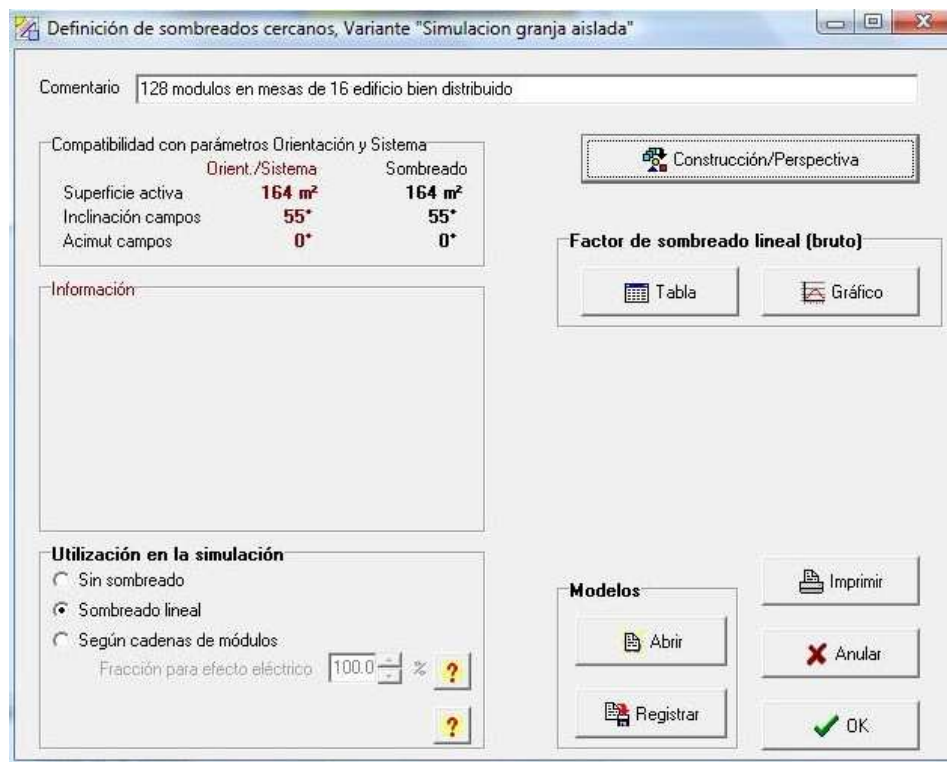 Definición de sombreados cercanos, Variante "Simulacion granja aislada"
Comentario 128 modulos en mesas de 16 edificio bien distribuido
Compatibilidad con parámetros Orientación y Sistema
Orient./Sistema Sombreado
Superficie activa 164 m² 164 m²
Inclinación campos 55° 55°
Acimut campos 0° 0°
Construcción/Perspectiva
Factor de sombreado lineal (bruto)
Tabla Gráfico
Información
Utilización en la simulación
Sin sombreado
Sombreado lineal
Según cadenas de módulos
Fracción para efecto eléctrico 100.0 % ?
?
Modelos
Abrir
Registrar
Imprimir
Anular
OK